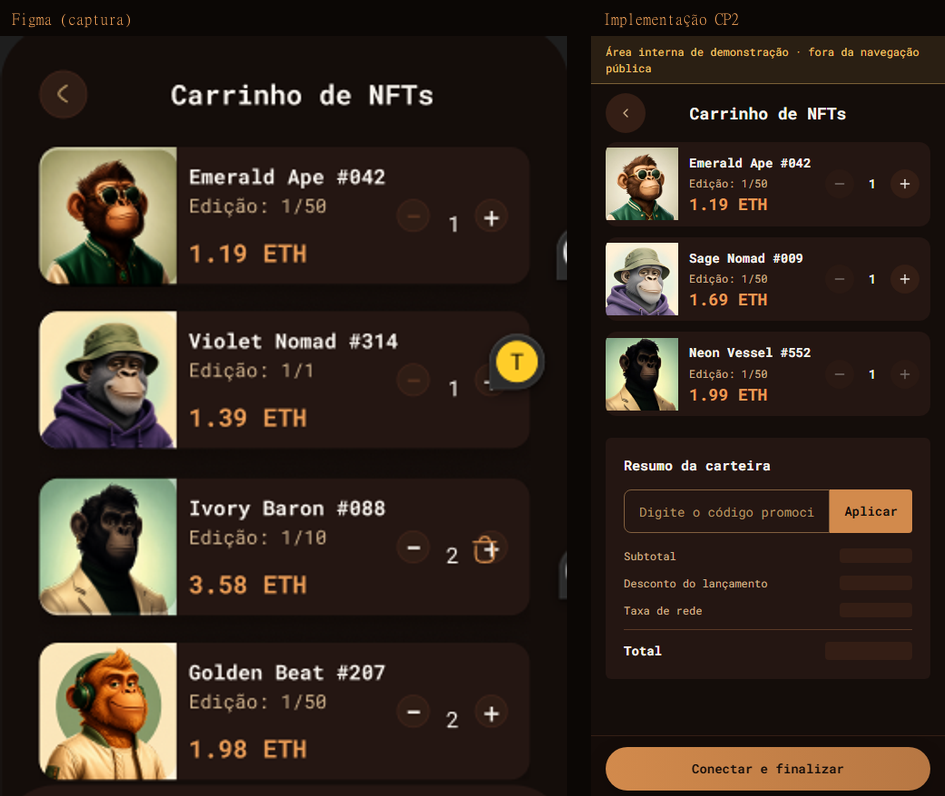 Figma (captura)
Carrinho de NFTs
Emerald Ape #042
Edição: 1/50
1.19 ETH
− 1 +
Violet Nomad #314
Edição: 1/1
1.39 ETH
− 1
T
Ivory Baron #088
Edição: 1/10
3.58 ETH
− 2 +
Golden Beat #207
Edição: 1/50
1.98 ETH
− 2 +
Implementação CP2
Área interna de demonstração · fora da navegação
pública
Carrinho de NFTs
Emerald Ape #042
Edição: 1/50
1.19 ETH
− 1 +
Sage Nomad #009
Edição: 1/50
1.69 ETH
− 1 +
Neon Vessel #552
Edição: 1/50
1.99 ETH
− 1 +
Resumo da carteira
Digite o código promoci
Aplicar
Subtotal
Desconto do lançamento
Taxa de rede
Total
Conectar e finalizar